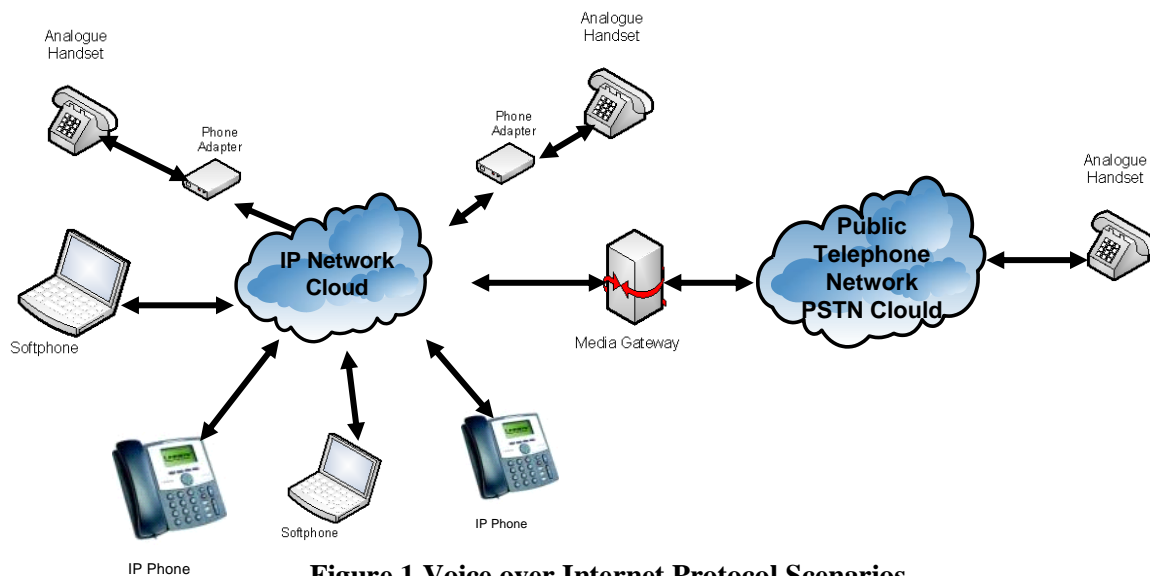 Analogue
Handset
Phone
Adapter
Analogue
Handset
Phone
Adapter
Analogue
Handset
IP Network
Cloud
Public
Telephone
Network
PSTN Clould
Softphone
Media Gateway
IP Phone
Softphone
IP Phone
Figure 1 Voice over Internet Protocol Scenarios